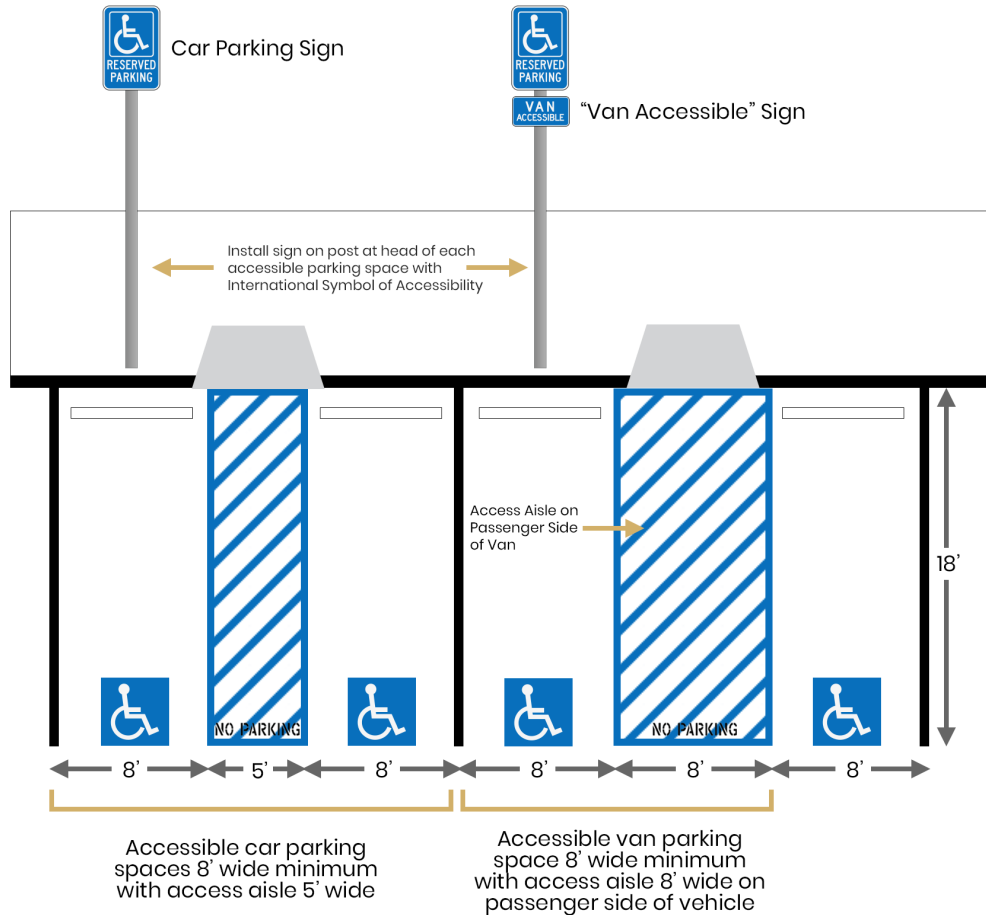 RESERVED
PARKING
Car Parking Sign
RESERVED
PARKING
VAN
ACCESSIBLE
“Van Accessible” Sign
Install sign on post at head of each
accessible parking space with
International Symbol of Accessibility
Access Aisle on
Passenger Side
of Van
18’
NO PARKING
NO PARKING
8’ 5’ 8’ 8’ 8’ 8’
Accessible car parking
spaces 8’ wide minimum
with access aisle 5’ wide
Accessible van parking
space 8’ wide minimum
with access aisle 8’ wide on
passenger side of vehicle